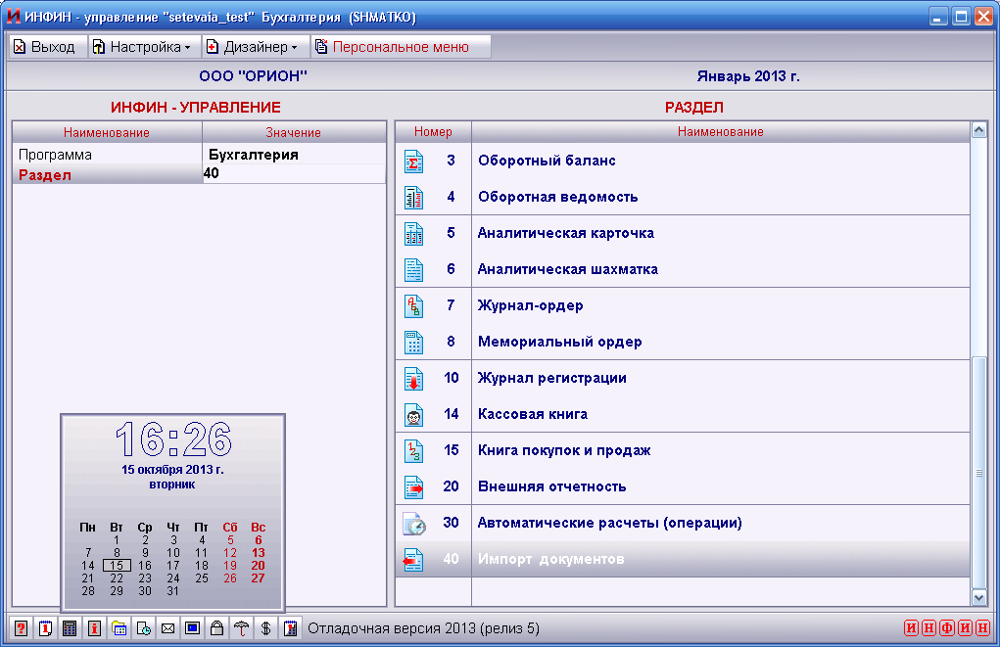 ИНФИН - управление "setevaia_test" Бухгалтерия (SHMATKO)
Выход Настройка Дизайнер Персональное меню
ООО "ОРИОН" Январь 2013 г.
ИНФИН - УПРАВЛЕНИЕ РАЗДЕЛ
Наименование Значение
Программа Бухгалтерия
Раздел 40
Номер Наименование
3 Оборотный баланс
4 Оборотная ведомость
5 Аналитическая карточка
6 Аналитическая шахматка
7 Журнал-ордер
8 Мемориальный ордер
10 Журнал регистрации
14 Кассовая книга
15 Книга покупок и продаж
20 Внешняя отчетность
30 Автоматические расчеты (операции)
40 Импорт документов
16:26
15 октября 2013 г.
вторник
Пн Вт Ср Чт Пт Сб Вс
1 2 3 4 5 6
7 8 9 10 11 12 13
14 15 16 17 18 19 20
21 22 23 24 25 26 27
28 29 30 31
Отладочная версия 2013 (релиз 5)
ИНФИН